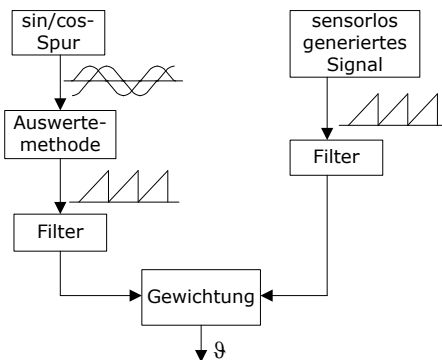 sin/cos-
Spur
sensorlos
generiertes
Signal
Auswerte-
methode
Filter
Filter
Gewichtung
ϑ